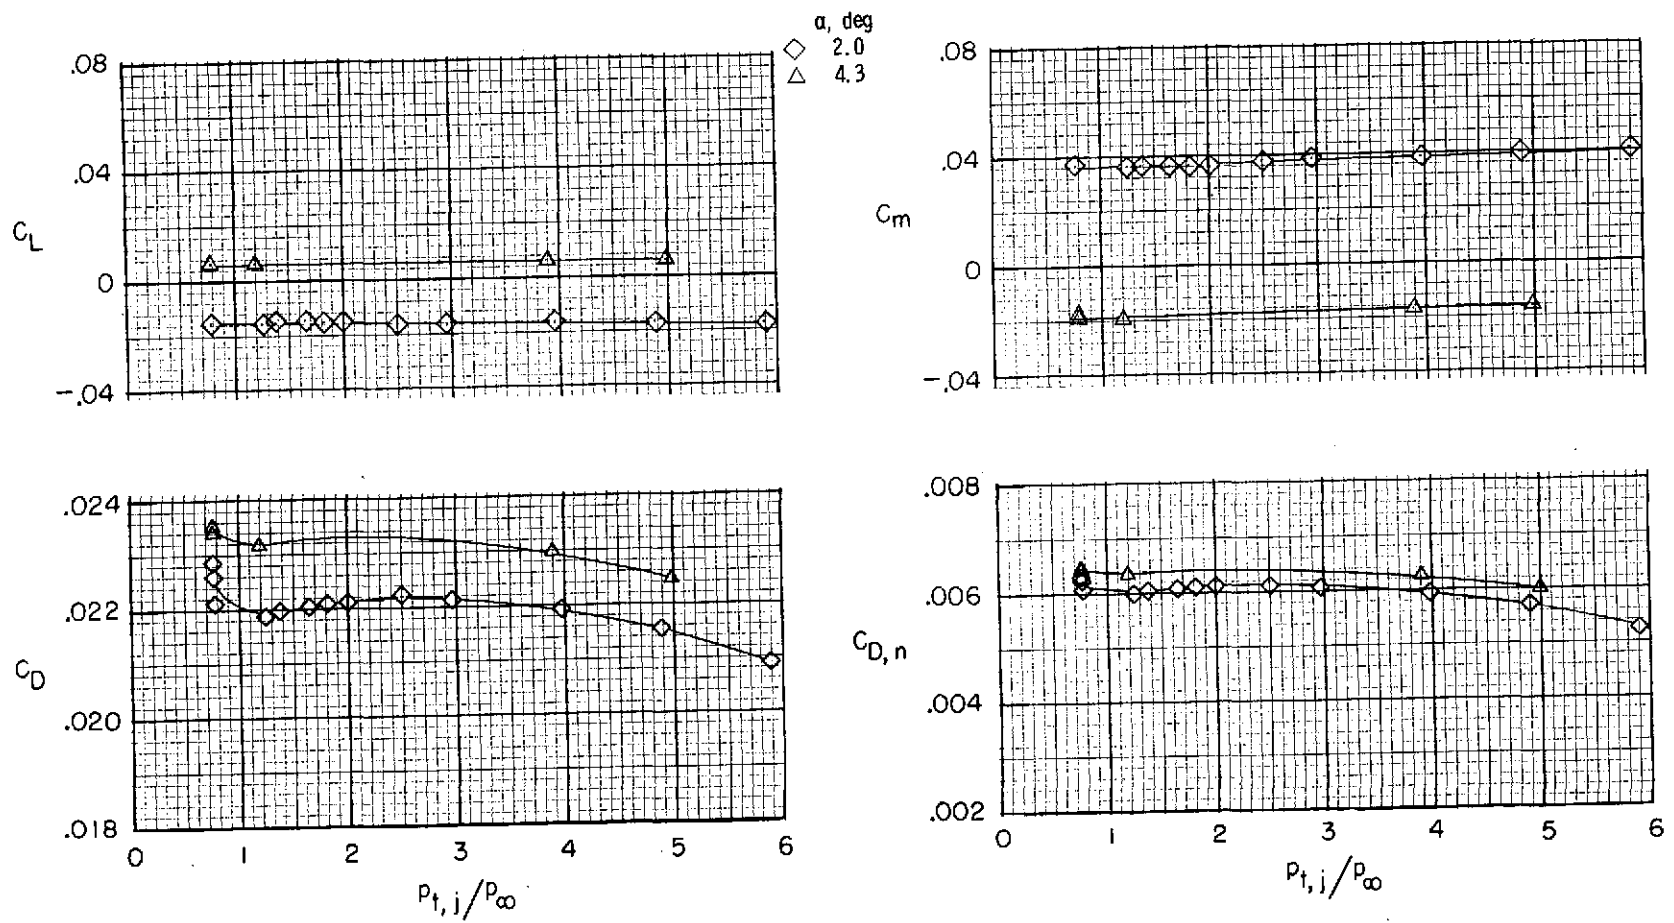 α, deg
2.0
4.3
.08
.04
0
-.04
C_L
.08
.04
0
-.04
C_m
.024
.022
.020
.018
C_D
0 1 2 3 4 5 6
p_t,j/p_∞
.008
.006
.004
.002
C_D,n
0 1 2 3 4 5 6
p_t,j/p_∞